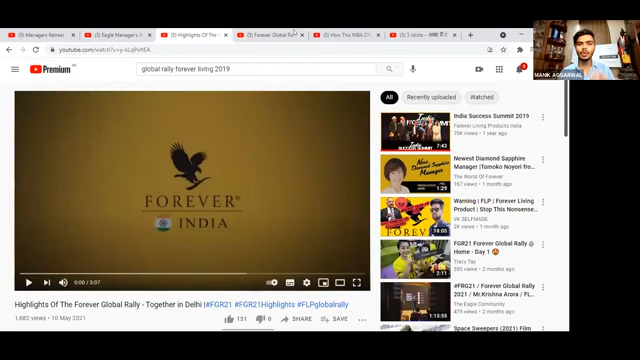 (5) Managers Retreat
(5) Eagle Manager's R
(5) Highlights Of The
(5) Forever Global Ra
(5) How This MBA Ch
(5) 3 Idiots -
youtube.com/watch?v=y-kLqPvttEA
Premium
global rally forever living 2019
MANIK AGGARWAL
All
Recently uploaded
Watched
FOREVER
INDIA
0:08 / 3:07
Highlights Of The Forever Global Rally - Together in Delhi |#FGR21 #FGR21Highlights #FLPglobalrally
1,682 views · 10 May 2021
131
0
SHARE
SAVE
India Success Summit 2019
Forever Living Products India
70K views · 1 year ago
7:43
Newest Diamond Sapphire
Manager |Tomoko Noyori from...
The World Of Forever
167 views · 1 month ago
1:29
Warning | FLP | Forever Living
Product | Stop This Nonsense...
VK SELFMADE
2K views · 1 month ago
18:05
FGR21 Forever Global Rally @
Home - Day 1
Tracy Tay
595 views · 2 months ago
2:11
#FRG21 / Forever Global Rally
2021 / Mr.Krishna Arora / FL...
The Eagle Community
479 views · 2 months ago
1:13:55
Space Sweepers (2021) Film